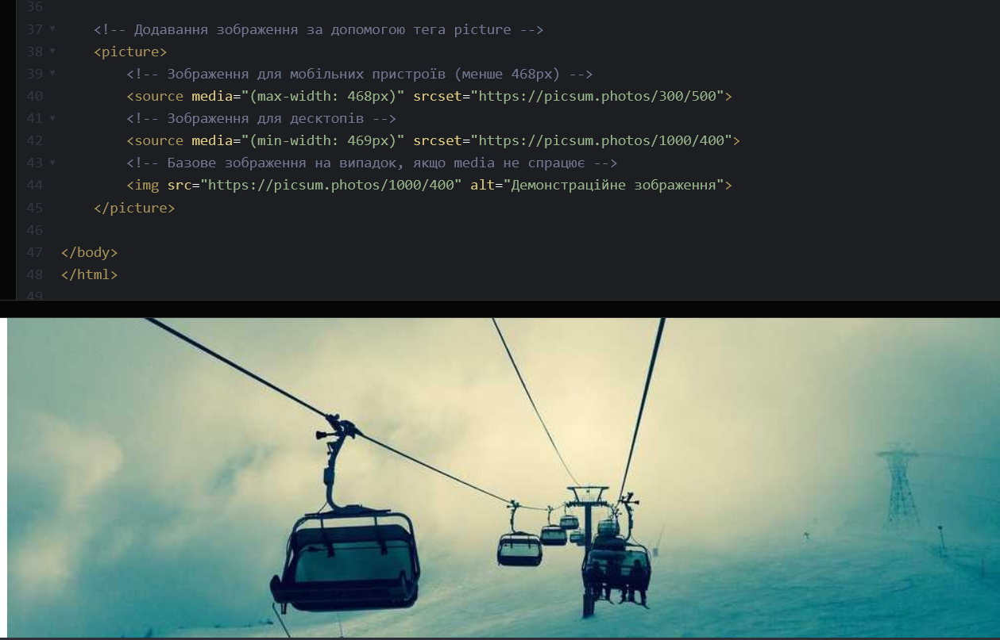 36
37 <!-- Додавання зображення за допомогою тега picture -->
38 <picture>
39 <!-- Зображення для мобільних пристроїв (менше 468px) -->
40 <source media="(max-width: 468px)" srcset="https://picsum.photos/300/500">
41 <!-- Зображення для десктопів -->
42 <source media="(min-width: 469px)" srcset="https://picsum.photos/1000/400">
43 <!-- Базове зображення на випадок, якщо media не спрацює -->
44 <img src="https://picsum.photos/1000/400" alt="Демонстраційне зображення">
45 </picture>
46
47 </body>
48 </html>
49